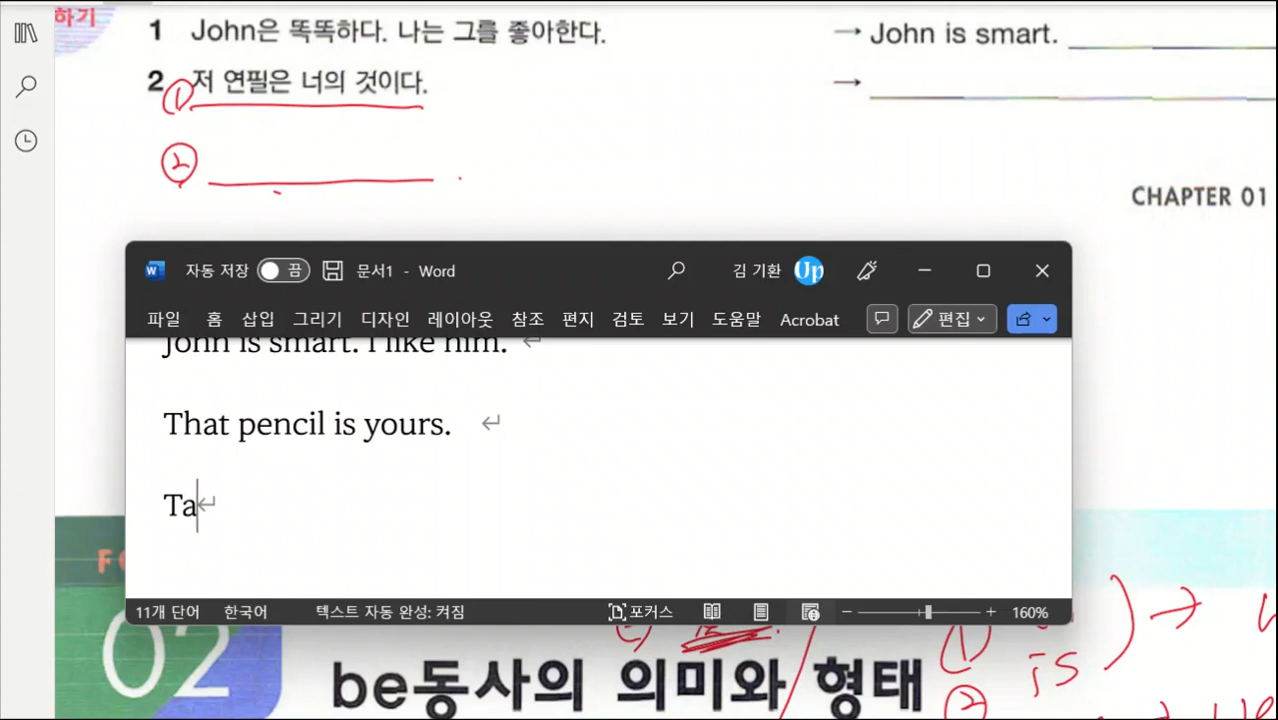 하기
1 John은 똑똑하다. 나는 그를 좋아한다. → John is smart.
2 저 연필은 너의 것이다. →
①
②
CHAPTER 01
자동 저장 끔 문서1 - Word 김 기환 Up
파일 홈 삽입 그리기 디자인 레이아웃 참조 편지 검토 보기 도움말 Acrobat 편집
John is smart. I like him.
That pencil is yours.
Ta
11개 단어 한국어 텍스트 자동 완성: 켜짐 포커스 160%
02
be동사의 의미와 형태
① is
②